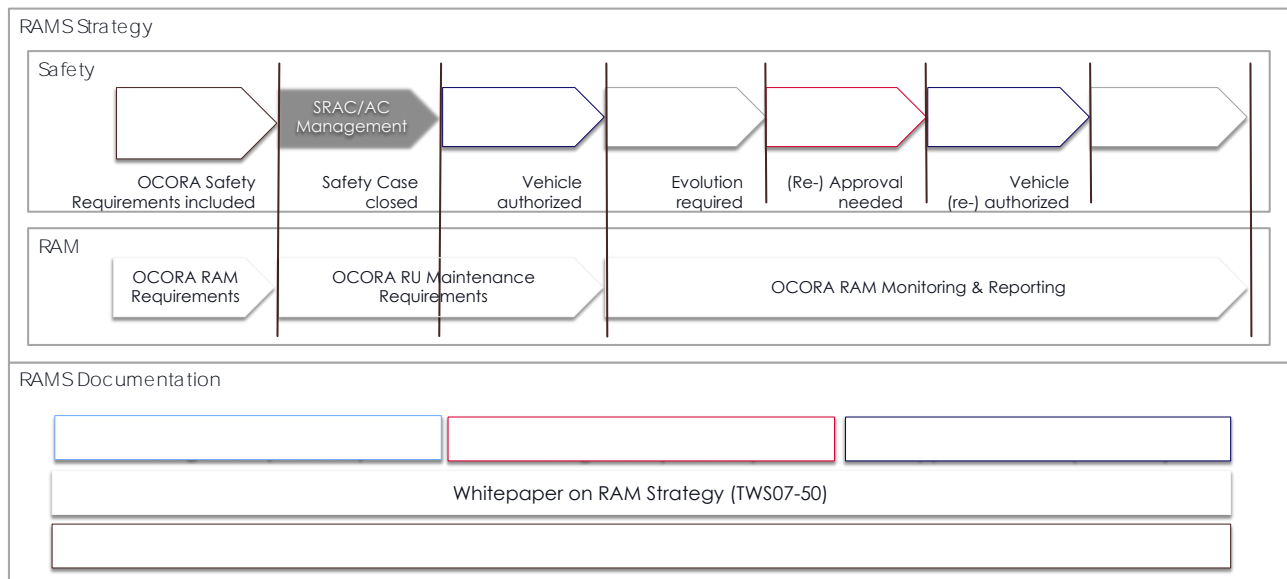 RAMS Strategy
Safety
SRAC/AC
Management
OCORA Safety
Requirements included
Safety Case
closed
Vehicle
authorized
Evolution
required
(Re-) Approval
needed
Vehicle
(re-) authorized
RAM
OCORA RAM
Requirements
OCORA RU Maintenance
Requirements
OCORA RAM Monitoring & Reporting
RAMS Documentation
Whitepaper on RAM Strategy (TWS07-50)